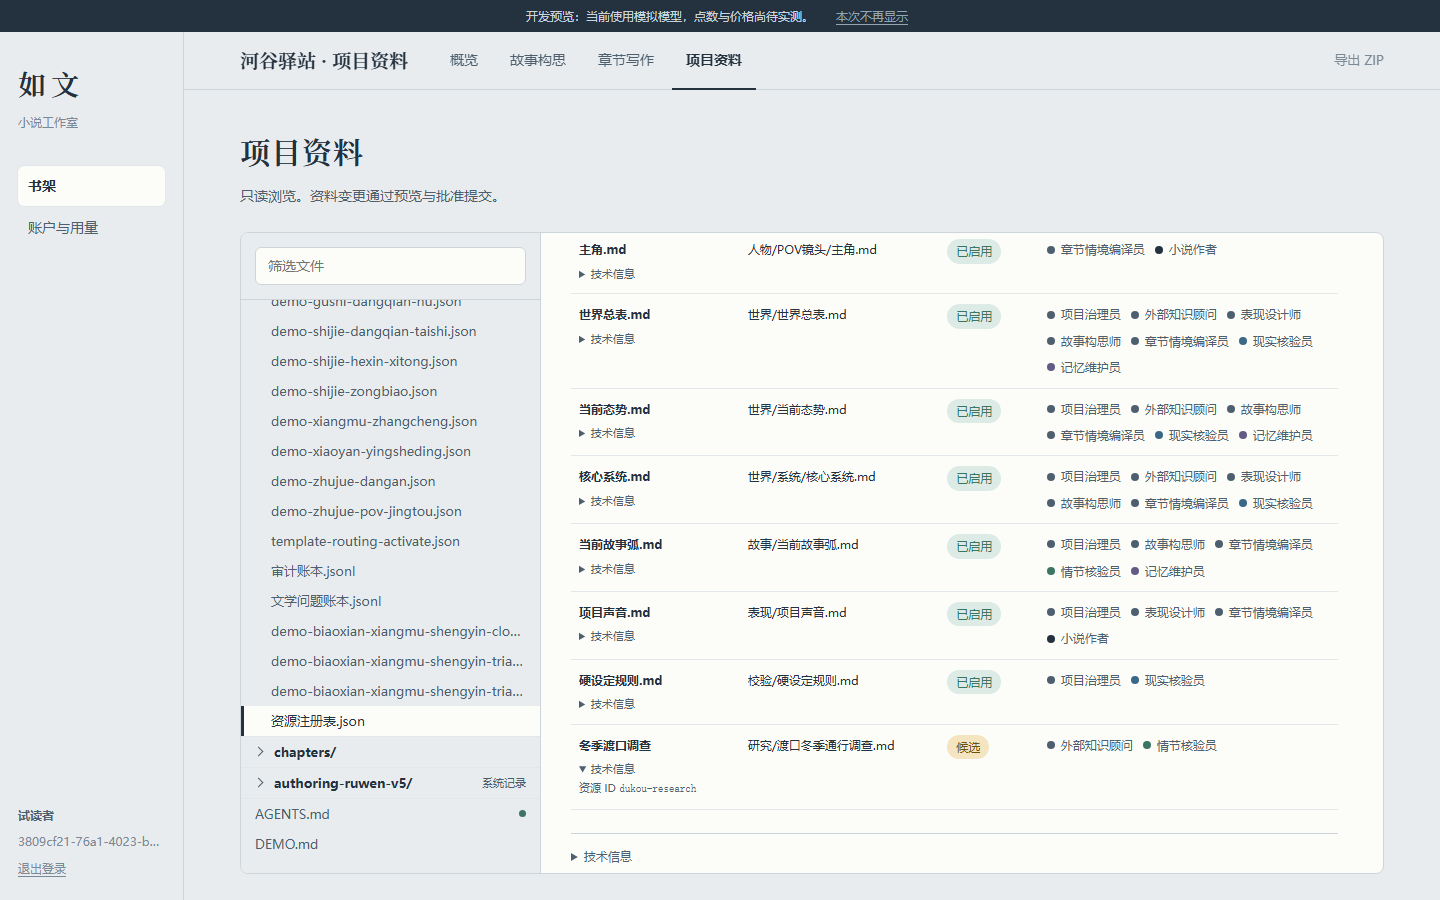 开发预览：当前使用模拟模型，点数与价格尚待实测。 本次不再显示
如文
小说工作室
书架
账户与用量
试读者
3809cf21-76a1-4023-b...
退出登录
河谷驿站 · 项目资料 概览 故事构思 章节写作 项目资料 导出 ZIP
项目资料
只读浏览。资料变更通过预览与批准提交。
筛选文件
demo-gushi-dangqian-hu.json
demo-shijie-dangqian-taishi.json
demo-shijie-hexin-xitong.json
demo-shijie-zongbiao.json
demo-xiangmu-zhangcheng.json
demo-xiaoyan-yingsheding.json
demo-zhujue-dangan.json
demo-zhujue-pov-jingtou.json
template-routing-activate.json
审计账本.jsonl
文学问题账本.jsonl
demo-biaoxian-xiangmu-shengyin-clo...
demo-biaoxian-xiangmu-shengyin-tria...
demo-biaoxian-xiangmu-shengyin-tria...
资源注册表.json
chapters/
authoring-ruwen-v5/ 系统记录
AGENTS.md
DEMO.md
主角.md 人物/POV镜头/主角.md 已启用 章节情境编译员 小说作者
技术信息
世界总表.md 世界/世界总表.md 已启用 项目治理员 外部知识顾问 表现设计师
技术信息 故事构思师 章节情境编译员 现实核验员
记忆维护员
当前态势.md 世界/当前态势.md 已启用 项目治理员 外部知识顾问 故事构思师
技术信息 章节情境编译员 现实核验员 记忆维护员
核心系统.md 世界/系统/核心系统.md 已启用 项目治理员 外部知识顾问 表现设计师
技术信息 故事构思师 章节情境编译员 现实核验员
当前故事弧.md 故事/当前故事弧.md 已启用 项目治理员 故事构思师 章节情境编译员
技术信息 情节核验员 记忆维护员
项目声音.md 表现/项目声音.md 已启用 项目治理员 表现设计师 章节情境编译员
技术信息 小说作者
硬设定规则.md 校验/硬设定规则.md 已启用 项目治理员 现实核验员
技术信息
冬季渡口调查 研究/渡口冬季通行调查.md 候选 外部知识顾问 情节核验员
技术信息
资源 ID dukou-research
技术信息